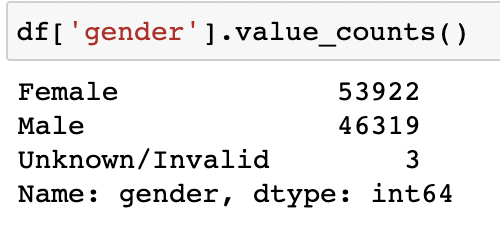 df['gender'].value_counts()
Female 53922
Male 46319
Unknown/Invalid 3
Name: gender, dtype: int64